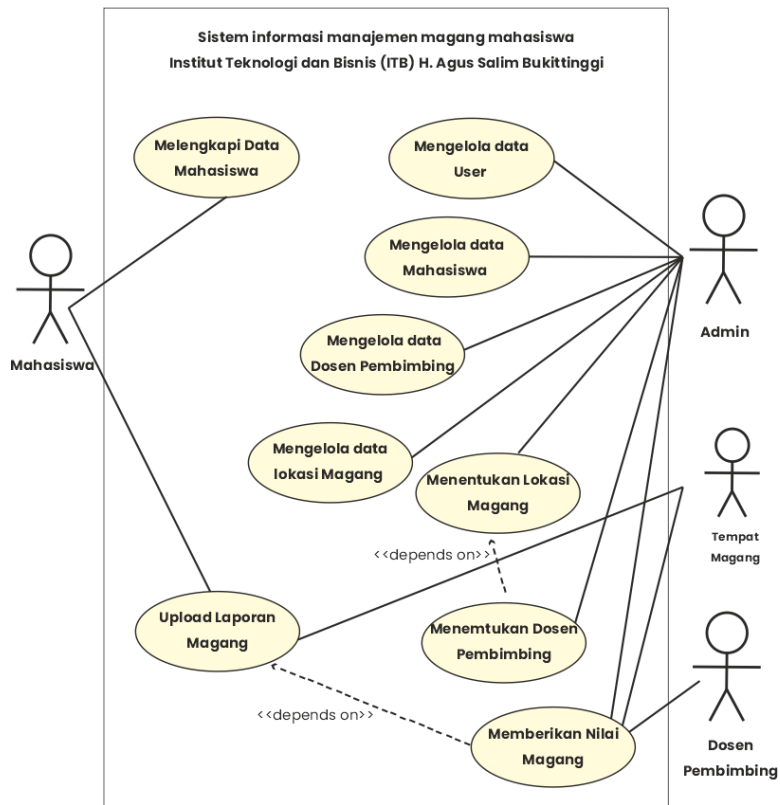 Sistem informasi manajemen magang mahasiswa
Institut Teknologi dan Bisnis (ITB) H. Agus Salim Bukittinggi
Melengkapi Data
Mahasiswa
Mengelola data
User
Mengelola data
Mahasiswa
Mahasiswa
Admin
Mengelola data
Dosen Pembimbing
Mengelola data
lokasi Magang
Menentukan Lokasi
Magang
Tempat
Magang
<<depends on>>
Upload Laporan
Magang
Memtukan Dosen
Pembimbing
<<depends on>>
Memberikan Nilai
Magang
Dosen
Pembimbing